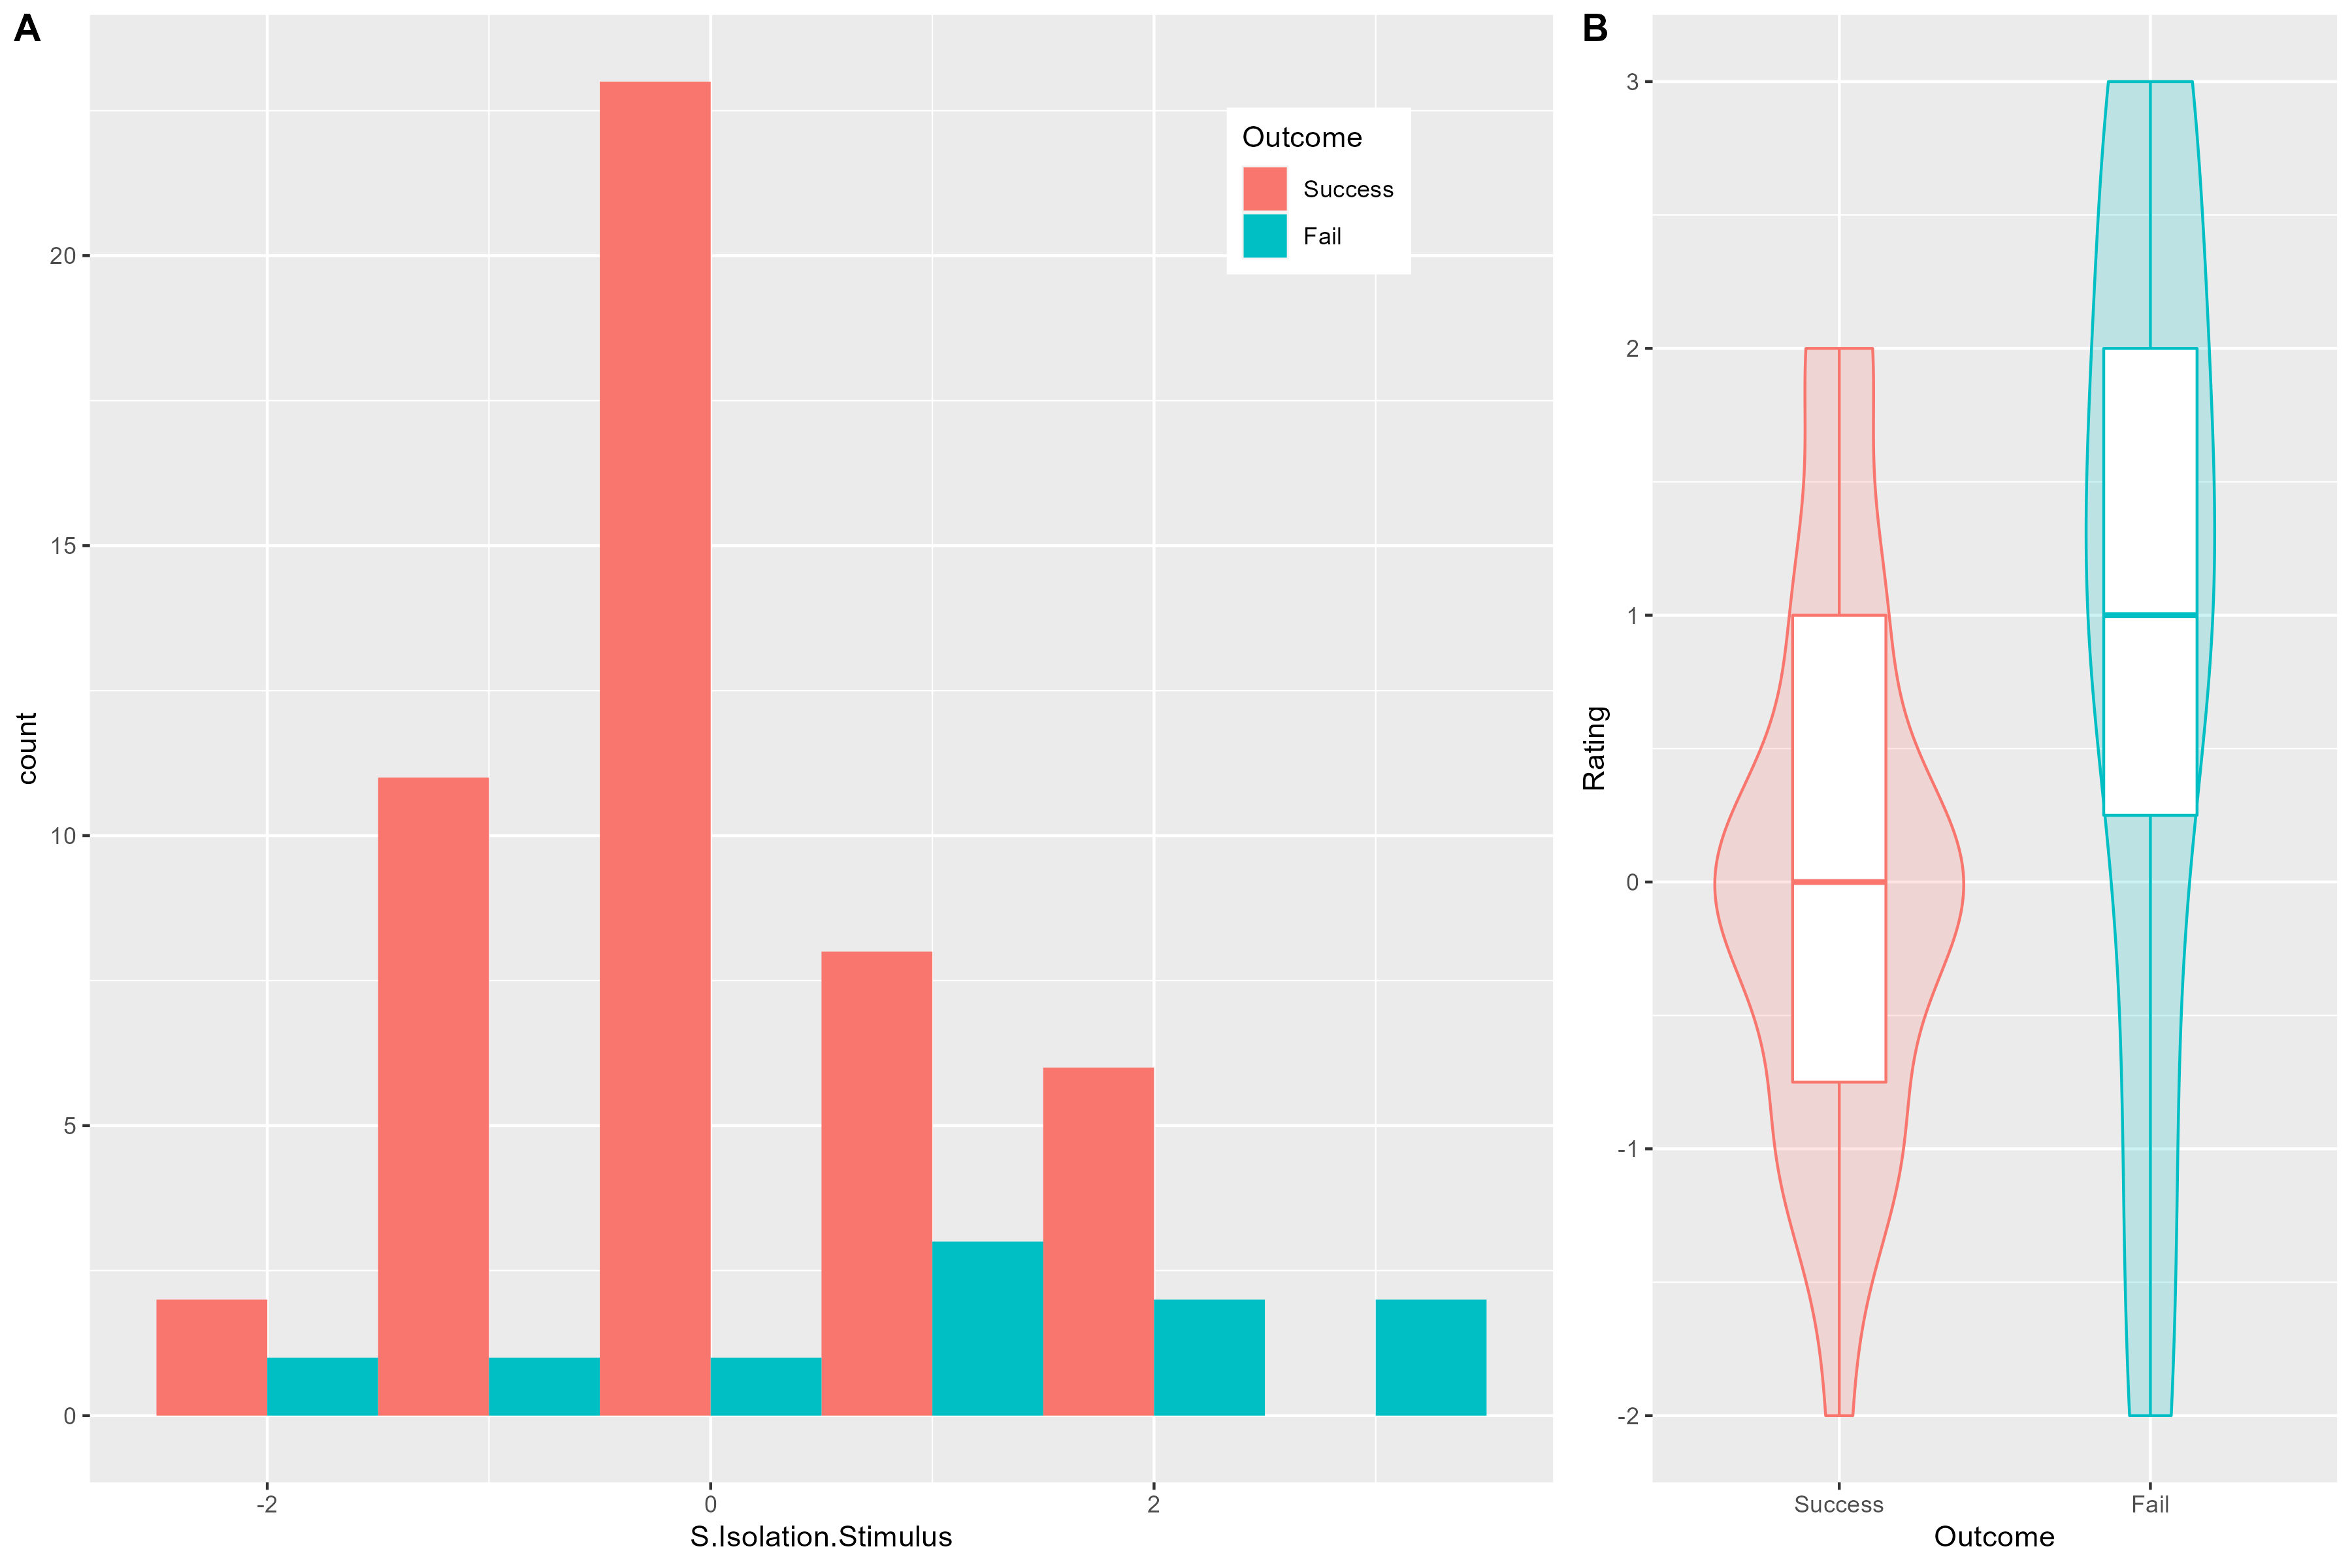 A
count
20
15
10
5
0
-2
0
2
S.Isolation.Stimulus
Outcome
Success
Fail
B
Rating
3
2
1
0
-1
-2
Success
Fail
Outcome